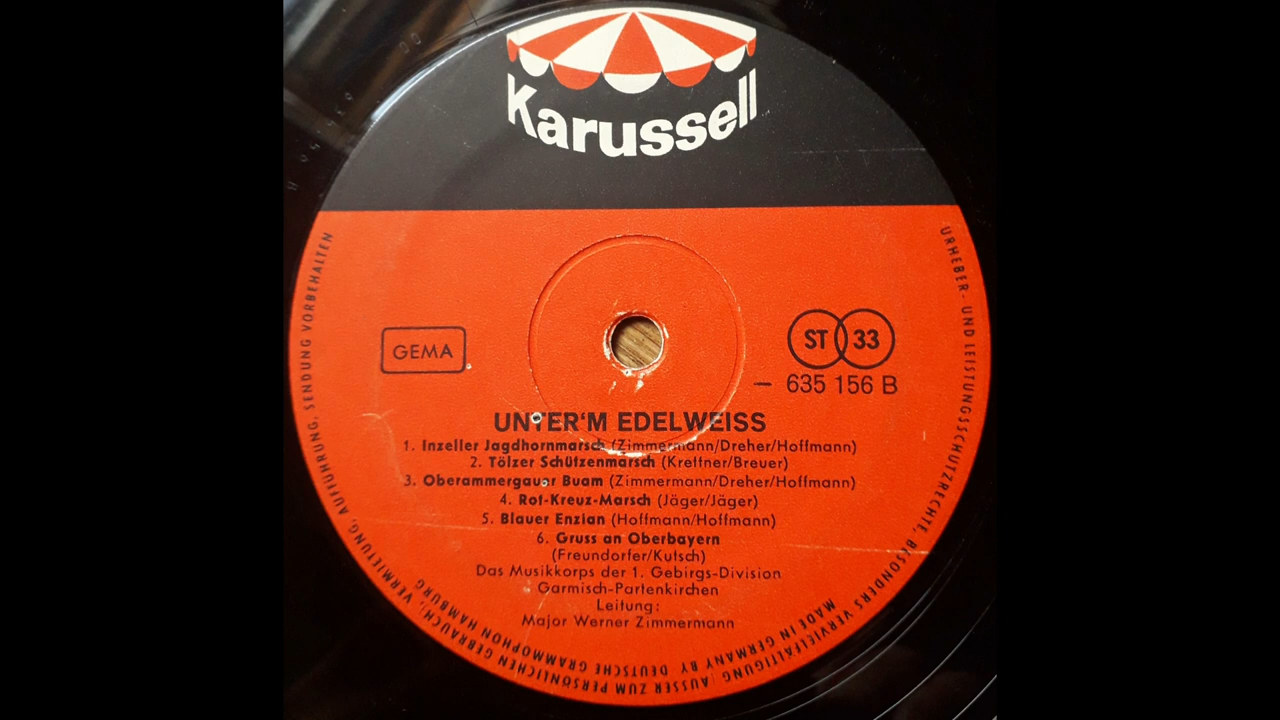 Karussell
GEMA
ST 33
— 635 156 B
UNTER'M EDELWEISS
1. Inzeller Jagdhornmarsch (Zimmermann/Dreher/Hoffmann)
2. Tölzer Schützenmarsch (Krettner/Breuer)
3. Oberammergauer Buam (Zimmermann/Dreher/Hoffmann)
4. Rot-Kreuz-Marsch (Jäger/Jäger)
5. Blauer Enzian (Hoffmann/Hoffmann)
6. Gruss an Oberbayern
(Freundorfer/Kutsch)
Das Musikkorps der 1. Gebirgs-Division
Garmisch-Partenkirchen
Leitung:
Major Werner Zimmermann
URHEBER- UND LEISTUNGSSCHUTZRECHTE, BESONDERS VERVIELFÄLTIGUNG (AUSSER ZUM PERSÖNLICHEN GEBRAUCH), VERMIETUNG, AUFFÜHRUNG, SENDUNG VORBEHALTEN
MADE IN GERMANY BY DEUTSCHE GRAMMOPHON HAMBURG